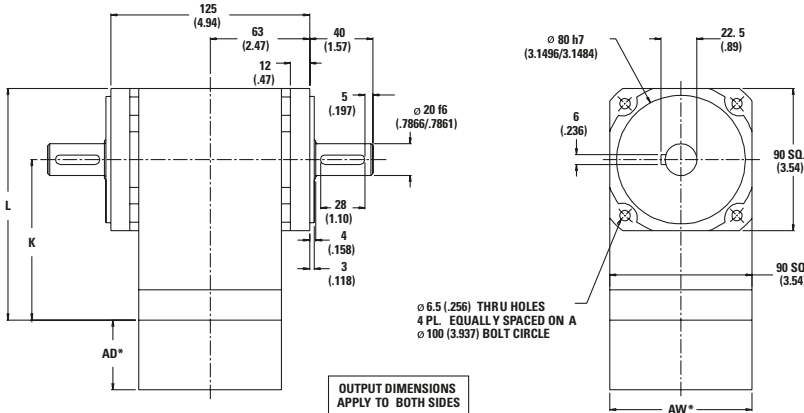 125
(4.94)
63
(2.47)
40
(1.57)
12
(.47)
5
(.197)
Ø 20 f6
(.7866/.7861)
L
K
28
(1.10)
4
(.158)
3
(.118)
AD*
OUTPUT DIMENSIONS
APPLY TO BOTH SIDES
Ø 80 h7
(3.1496/3.1484)
22. 5
(.89)
6
(.236)
90 SQ.
(3.54)
90 SQ
(3.54)
Ø 6.5 (.256) THRU HOLES
4 PL. EQUALLY SPACED ON A
Ø 100 (3.937) BOLT CIRCLE
AW*